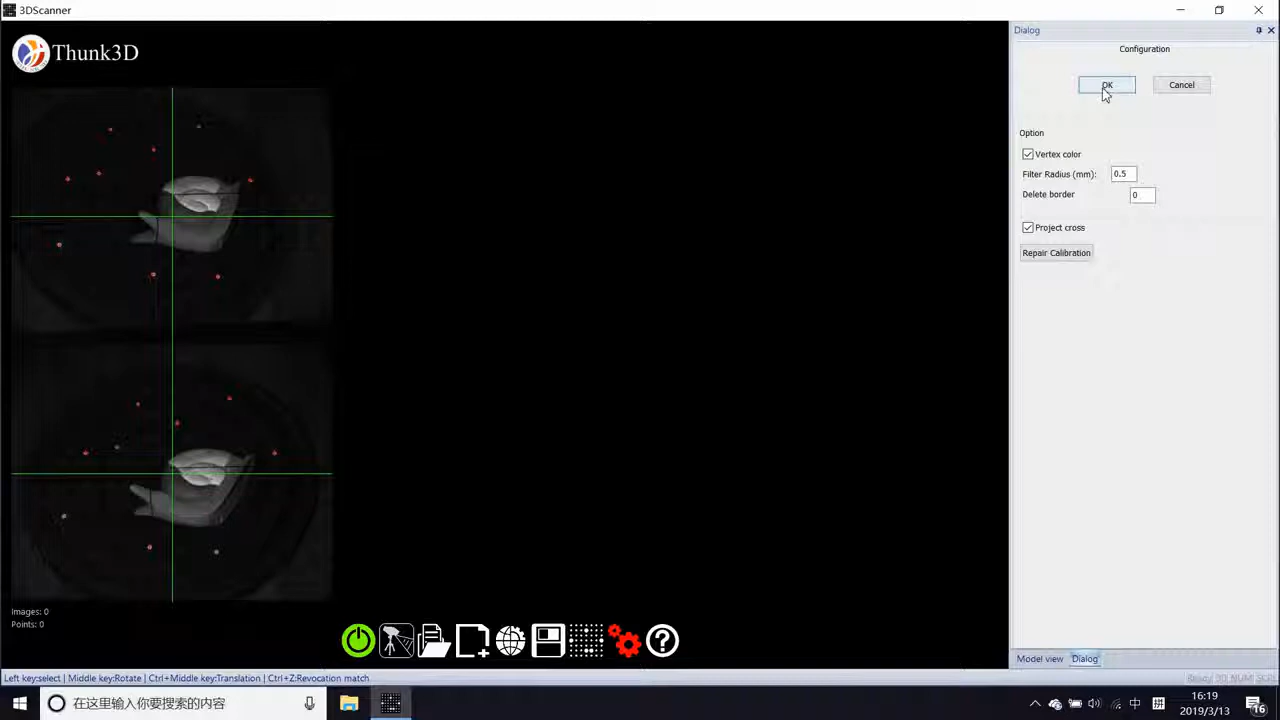 3DScanner
Thunk3D
Dialog
Configuration
OK
Cancel
Option
Vertex color
Filter Radius (mm):
0.5
Delete border
0
Project cross
Repair Calibration
Images: 0
Points: 0
Model view
Dialog
Left key:select | Middle key:Rotate | Ctrl+Middle key:Translation | Ctrl+Z:Revocation match
在这里输入你要搜索的内容
中
拼
16:19
2019/3/13
16